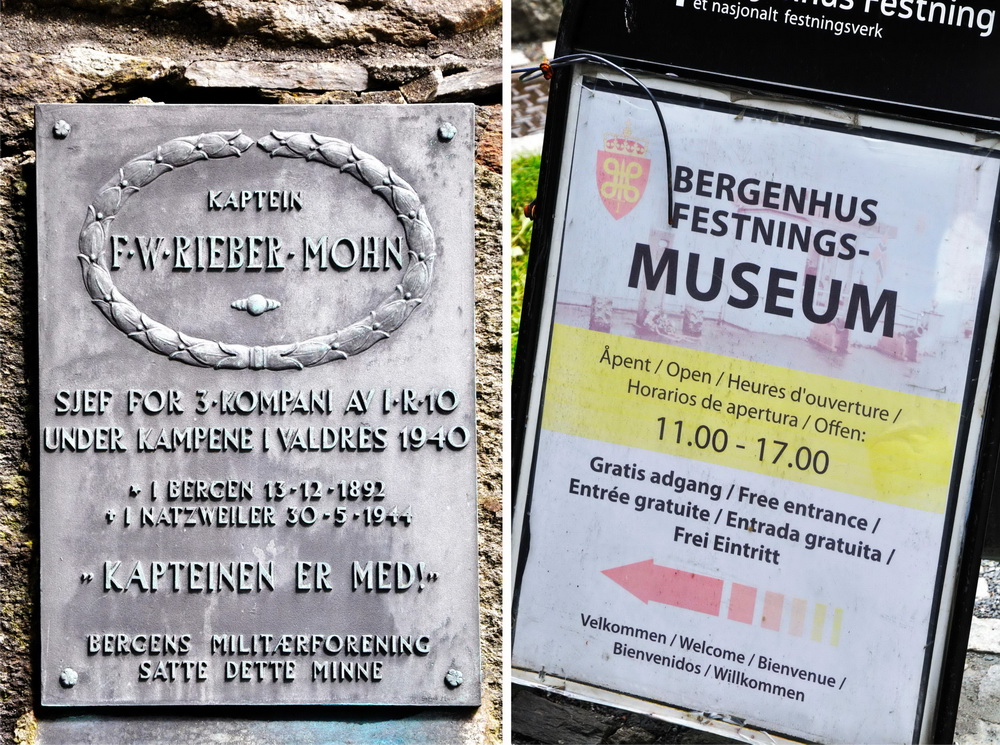 KAPTEIN
F·W·RIEBER·MOHN
SJEF FOR 3·KOMPANI AV I·R·10
UNDER KAMPENE I VALDRES 1940
* I BERGEN 13·12·1892
+ I NATZWEILER 30·5·1944
„KAPTEINEN ER MED!"
BERGENS MILITÆRFORENING
SATTE DETTE MINNE
Festning
et nasjonalt festningsverk
BERGENHUS
FESTNINGS-
MUSEUM
Åpent / Open / Heures d'ouverture /
Horarios de apertura / Offen:
11.00 - 17.00
Gratis adgang / Free entrance /
Entrée gratuite / Entrada gratuita /
Frei Eintritt
Velkommen / Welcome / Bienvenue /
Bienvenidos / Willkommen